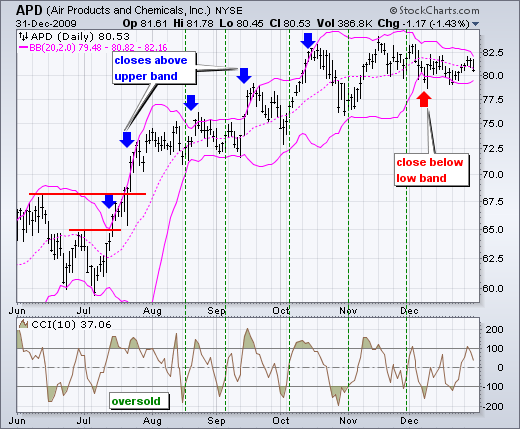 APD (Air Products and Chemicals, Inc.) NYSE © StockCharts.com
31-Dec-2009 Op 81.61 Hi 81.78 Lo 80.45 Cl 80.53 Vol 386.8K Chg -1.17 (-1.43%)
APD (Daily) 80.53
BB(20,2.0) 79.48 - 80.82 - 82.16
closes above
upper band
close below
low band
82.5
80.0
77.5
75.0
72.5
70.0
67.5
65.0
62.5
60.0
Jun Jul Aug Sep Oct Nov Dec
CCI(10) 37.06
200
100
0
-100
-200
oversold
Jun Jul Aug Sep Oct Nov Dec